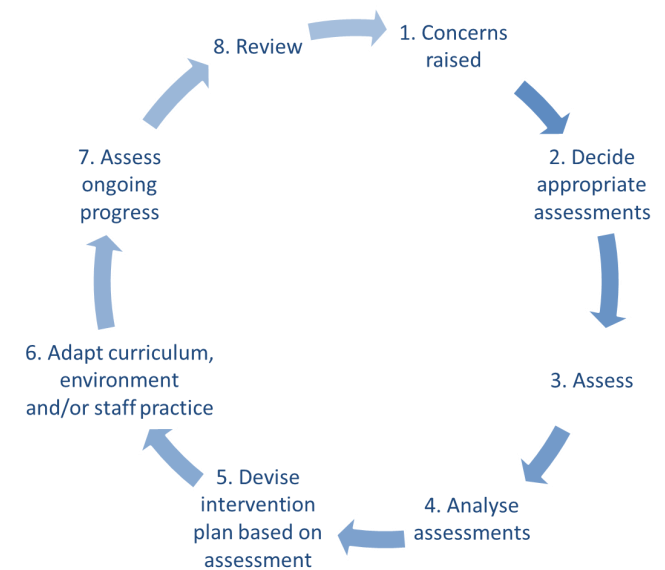 1. Concerns
raised
2. Decide
appropriate
assessments
3. Assess
4. Analyse
assessments
5. Devise
intervention
plan based on
assessment
6. Adapt curriculum,
environment
and/or staff practice
7. Assess
ongoing
progress
8. Review